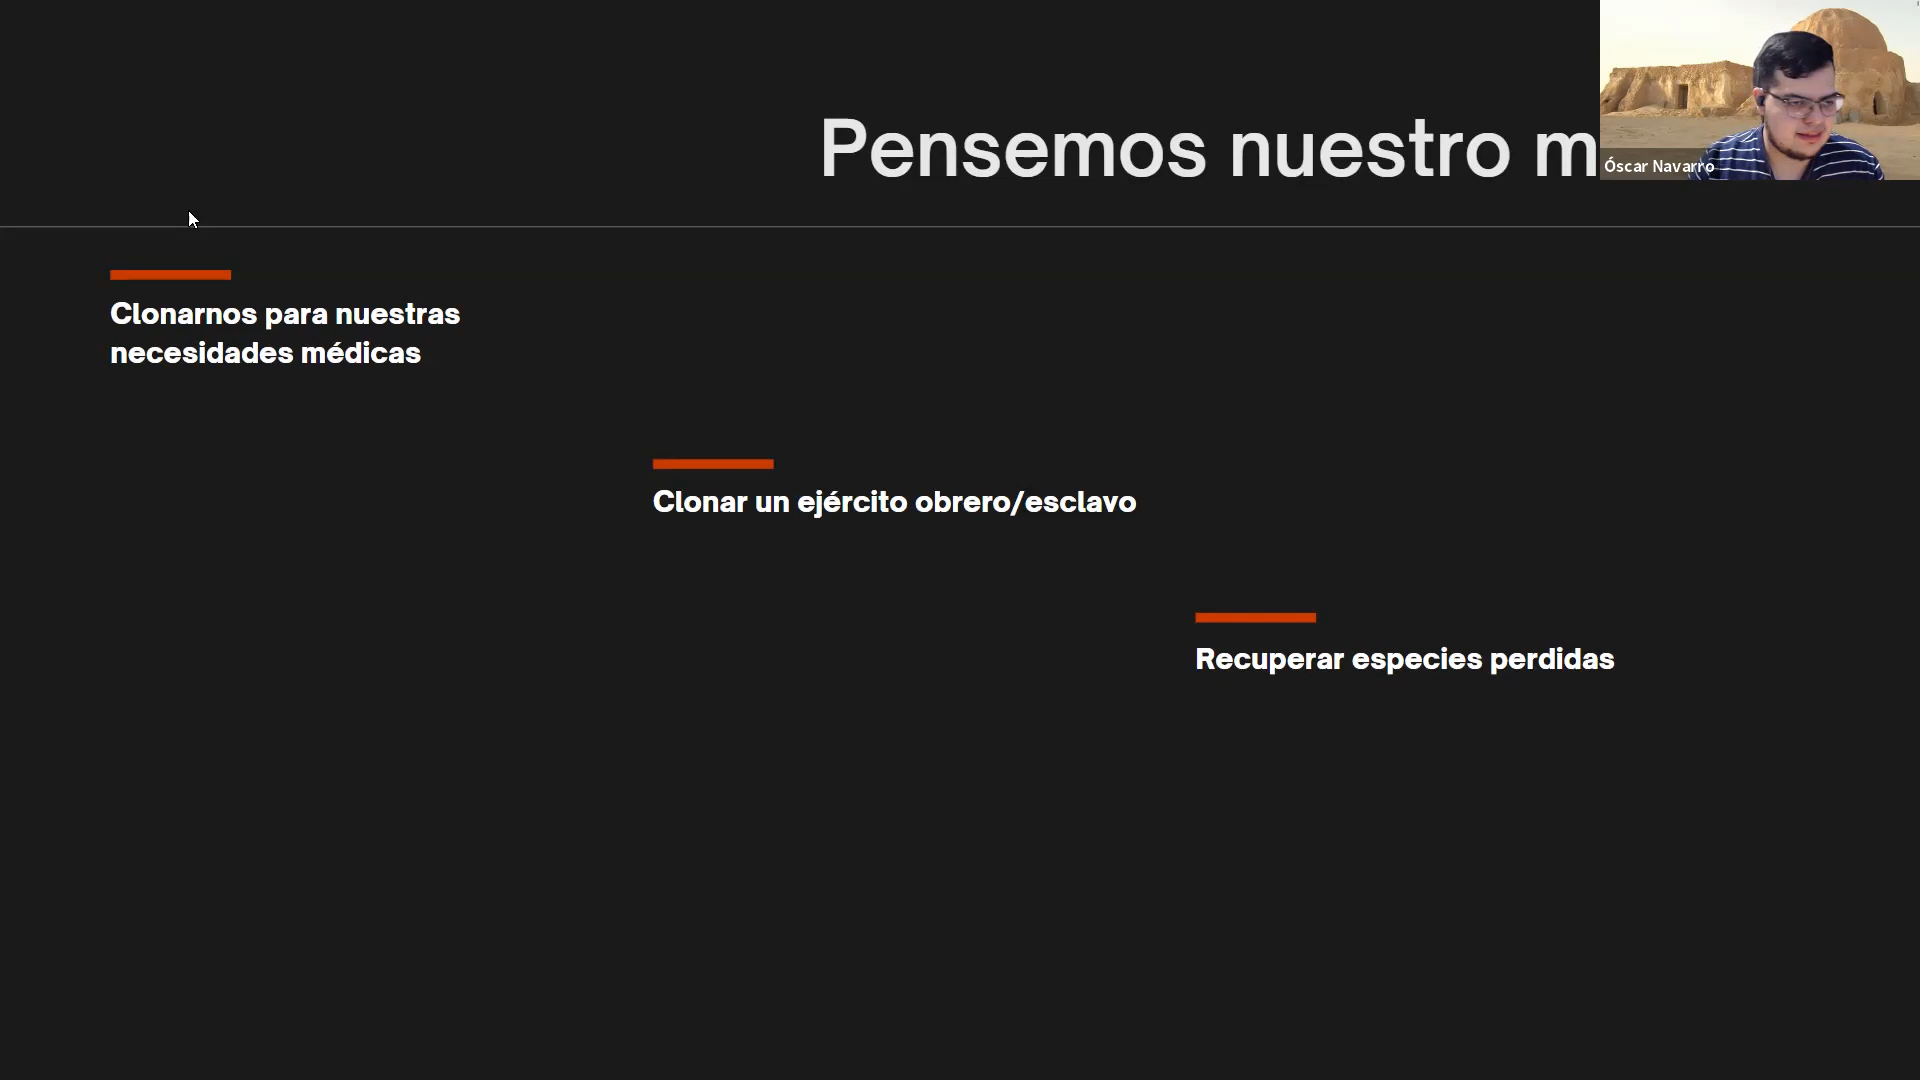 Pensemos nuestro m
Óscar Navarro
Clonarnos para nuestras
necesidades médicas
Clonar un ejército obrero/esclavo
Recuperar especies perdidas